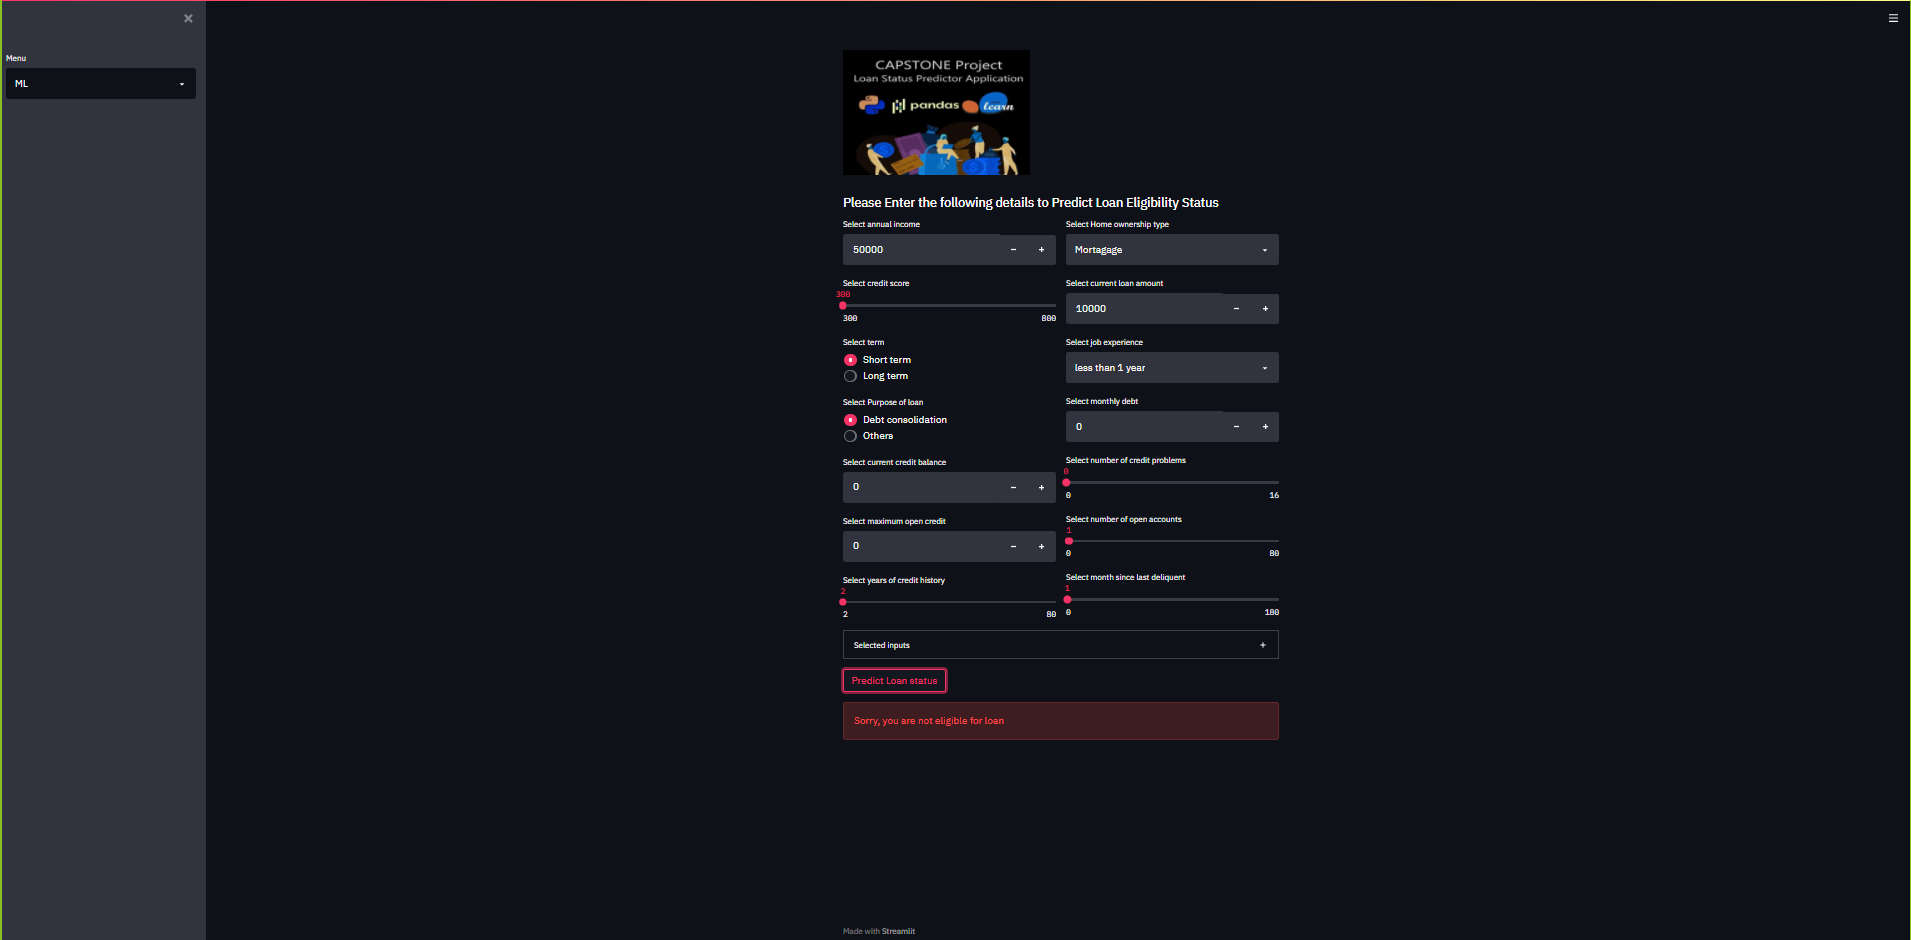 Menu
ML
CAPSTONE Project
Loan Status Predictor Application
pandas
learn
Please Enter the following details to Predict Loan Eligibility Status
Select annual income
50000
Select Home ownership type
Mortagage
Select credit score
300
300 800
Select current loan amount
10000
Select term
Short term
Long term
Select job experience
less than 1 year
Select Purpose of loan
Debt consolidation
Others
Select monthly debt
0
Select current credit balance
0
Select number of credit problems
0
0 16
Select maximum open credit
0
Select number of open accounts
1
0 80
Select years of credit history
2
2 80
Select month since last deliquent
1
0 180
Selected inputs
Predict Loan status
Sorry, you are not eligible for loan
Made with Streamlit